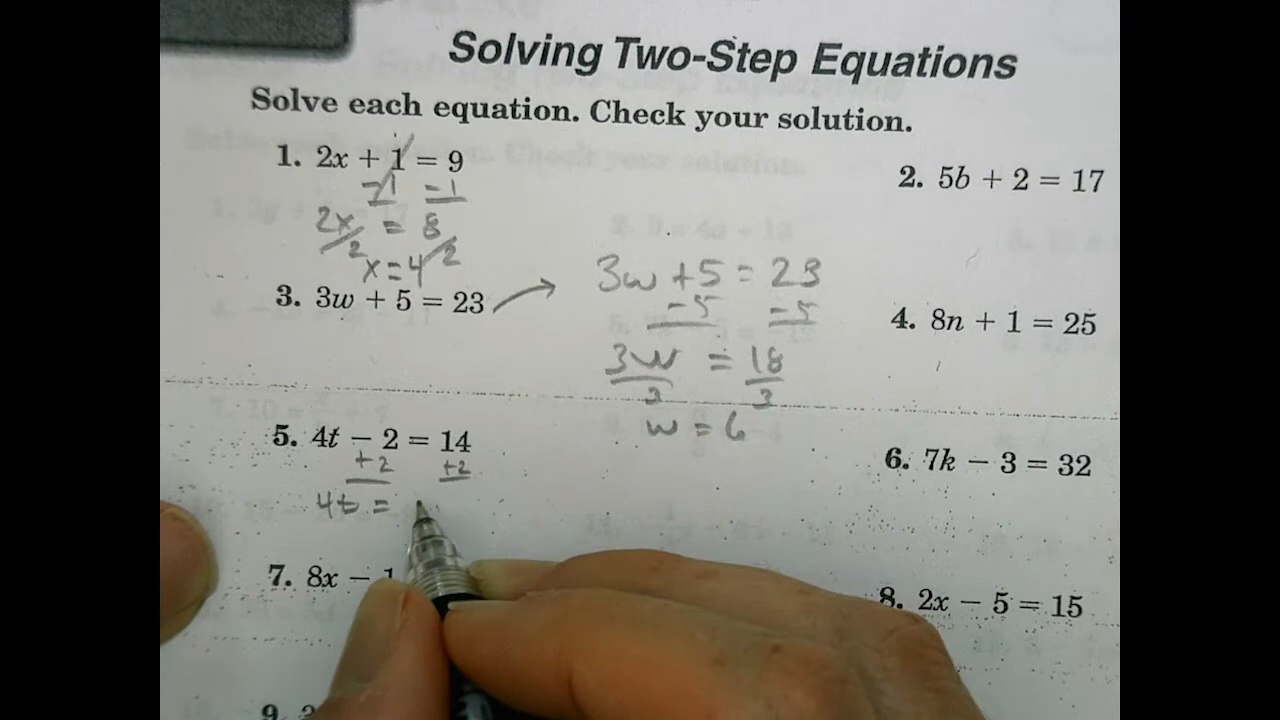 Solving Two-Step Equations
Solve each equation. Check your solution.
1. 2x + 1 = 9
-1 = 1
2x = 8
2 2
x = 4
2. 5b + 2 = 17
3. 3w + 5 = 23
3w + 5 = 23
-5 = 5
3w = 18
3 3
w = 6
4. 8n + 1 = 25
5. 4t − 2 = 14
+2 +2
4t =
6. 7k − 3 = 32
7. 8x − 1
8. 2x − 5 = 15
9.